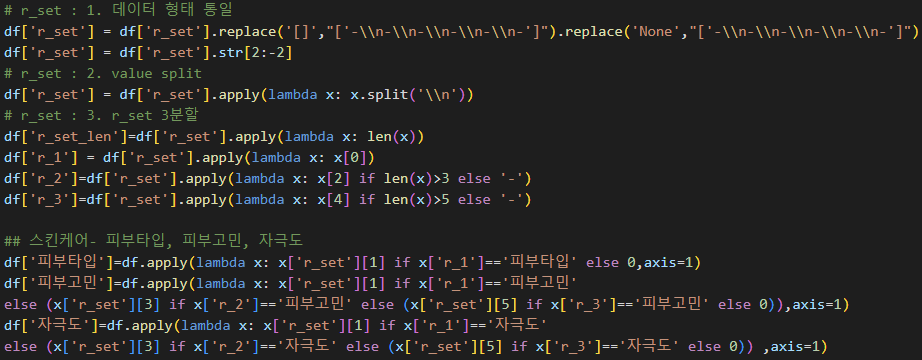 # r_set : 1. 데이터 형태 통일
df['r_set'] = df['r_set'].replace('[]',"['-\\n-\\n-\\n-\\n-\\n-']").replace('None',"['-\\n-\\n-\\n-\\n-\\n-']")
df['r_set'] = df['r_set'].str[2:-2]
# r_set : 2. value split
df['r_set'] = df['r_set'].apply(lambda x: x.split('\\n'))
# r_set : 3. r_set 3분할
df['r_set_len']=df['r_set'].apply(lambda x: len(x))
df['r_1'] = df['r_set'].apply(lambda x: x[0])
df['r_2']=df['r_set'].apply(lambda x: x[2] if len(x)>3 else '-')
df['r_3']=df['r_set'].apply(lambda x: x[4] if len(x)>5 else '-')
## 스킨케어- 피부타입, 피부고민, 자극도
df['피부타입']=df.apply(lambda x: x['r_set'][1] if x['r_1']=='피부타입' else 0,axis=1)
df['피부고민']=df.apply(lambda x: x['r_set'][1] if x['r_1']=='피부고민'
else (x['r_set'][3] if x['r_2']=='피부고민' else (x['r_set'][5] if x['r_3']=='피부고민' else 0)),axis=1)
df['자극도']=df.apply(lambda x: x['r_set'][1] if x['r_1']=='자극도'
else (x['r_set'][3] if x['r_2']=='자극도' else (x['r_set'][5] if x['r_3']=='자극도' else 0)) ,axis=1)